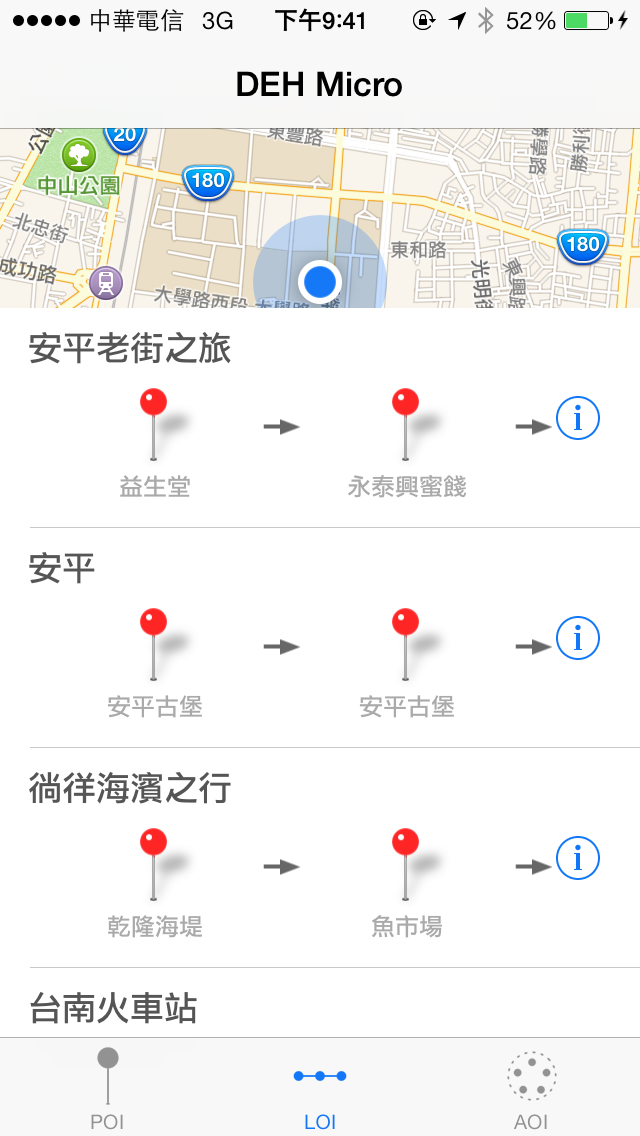 中華電信 3G 下午9:41 52%
DEH Micro
公園
20
東豐路
勝利
中山公園
180
北忠街
東和路
180
成功路
光明街
東興路
大學路西段
大學路
安平老街之旅
益生堂
永泰興蜜餞
安平
安平古堡
安平古堡
徜徉海濱之行
乾隆海堤
魚市場
台南火車站
POI LOI AOI